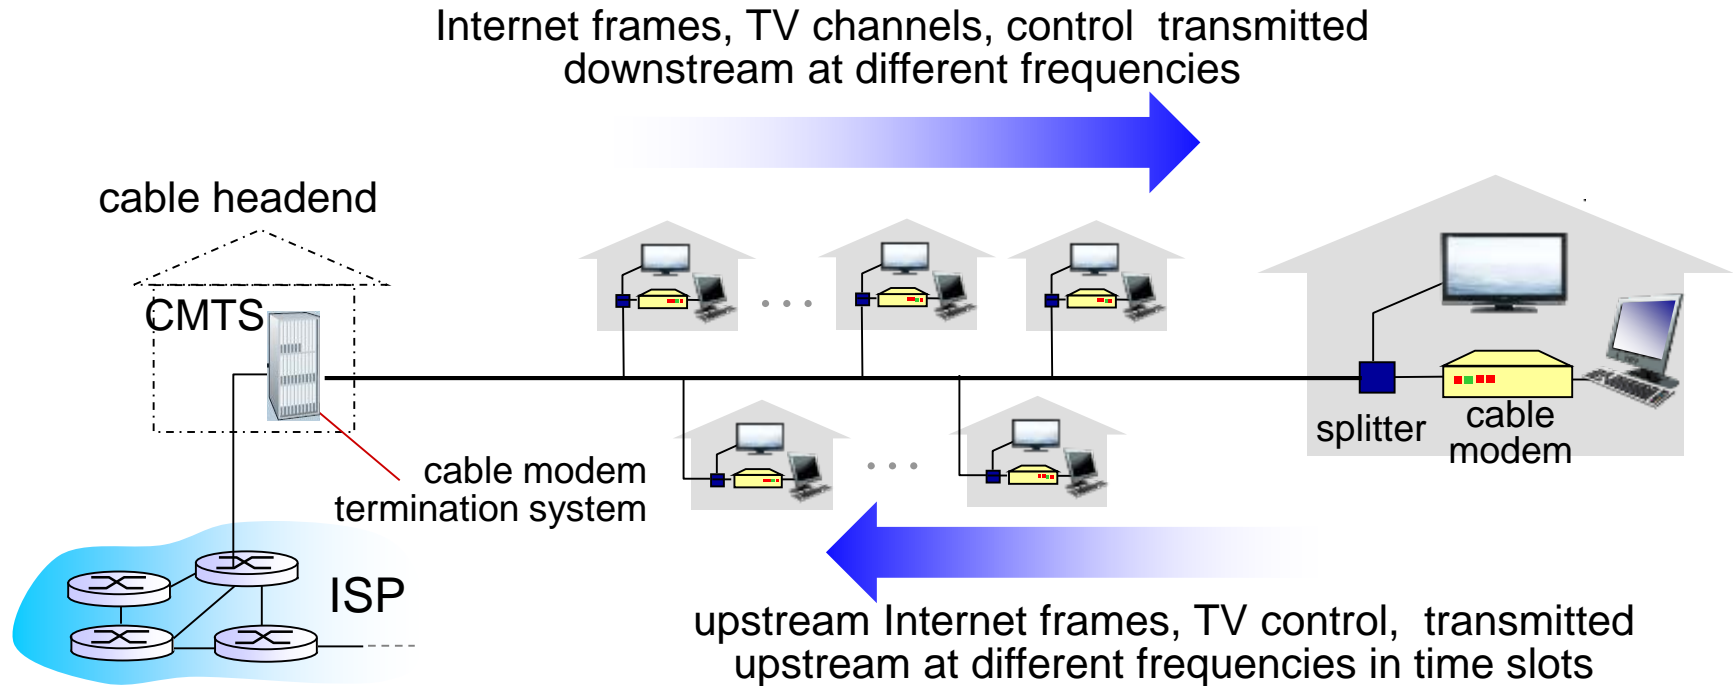 Internet frames, TV channels, control transmitted
downstream at different frequencies
cable headend
CMTS
cable modem
termination system
splitter
cable
modem
ISP
upstream Internet frames, TV control, transmitted
upstream at different frequencies in time slots